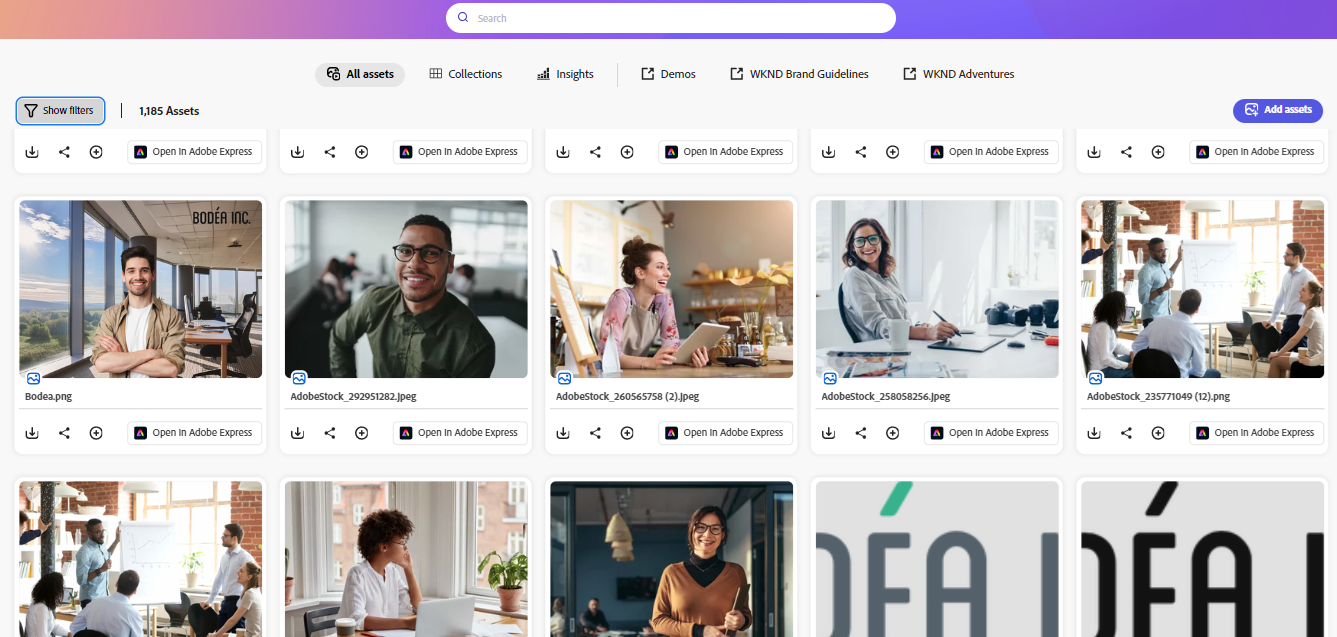 Search
All assets
Collections
Insights
Demos
WKND Brand Guidelines
WKND Adventures
Show filters
1,185 Assets
Add assets
Open In Adobe Express
Open In Adobe Express
Open In Adobe Express
Open In Adobe Express
Open In Adobe Express
BODÉA INC.
Bodea.png
AdobeStock_292951282.jpeg
AdobeStock_260565758 (2).jpeg
AdobeStock_258058256.jpeg
AdobeStock_235771049 (12).png
Open In Adobe Express
Open In Adobe Express
Open In Adobe Express
Open In Adobe Express
Open In Adobe Express
DÉA I
DÉA I